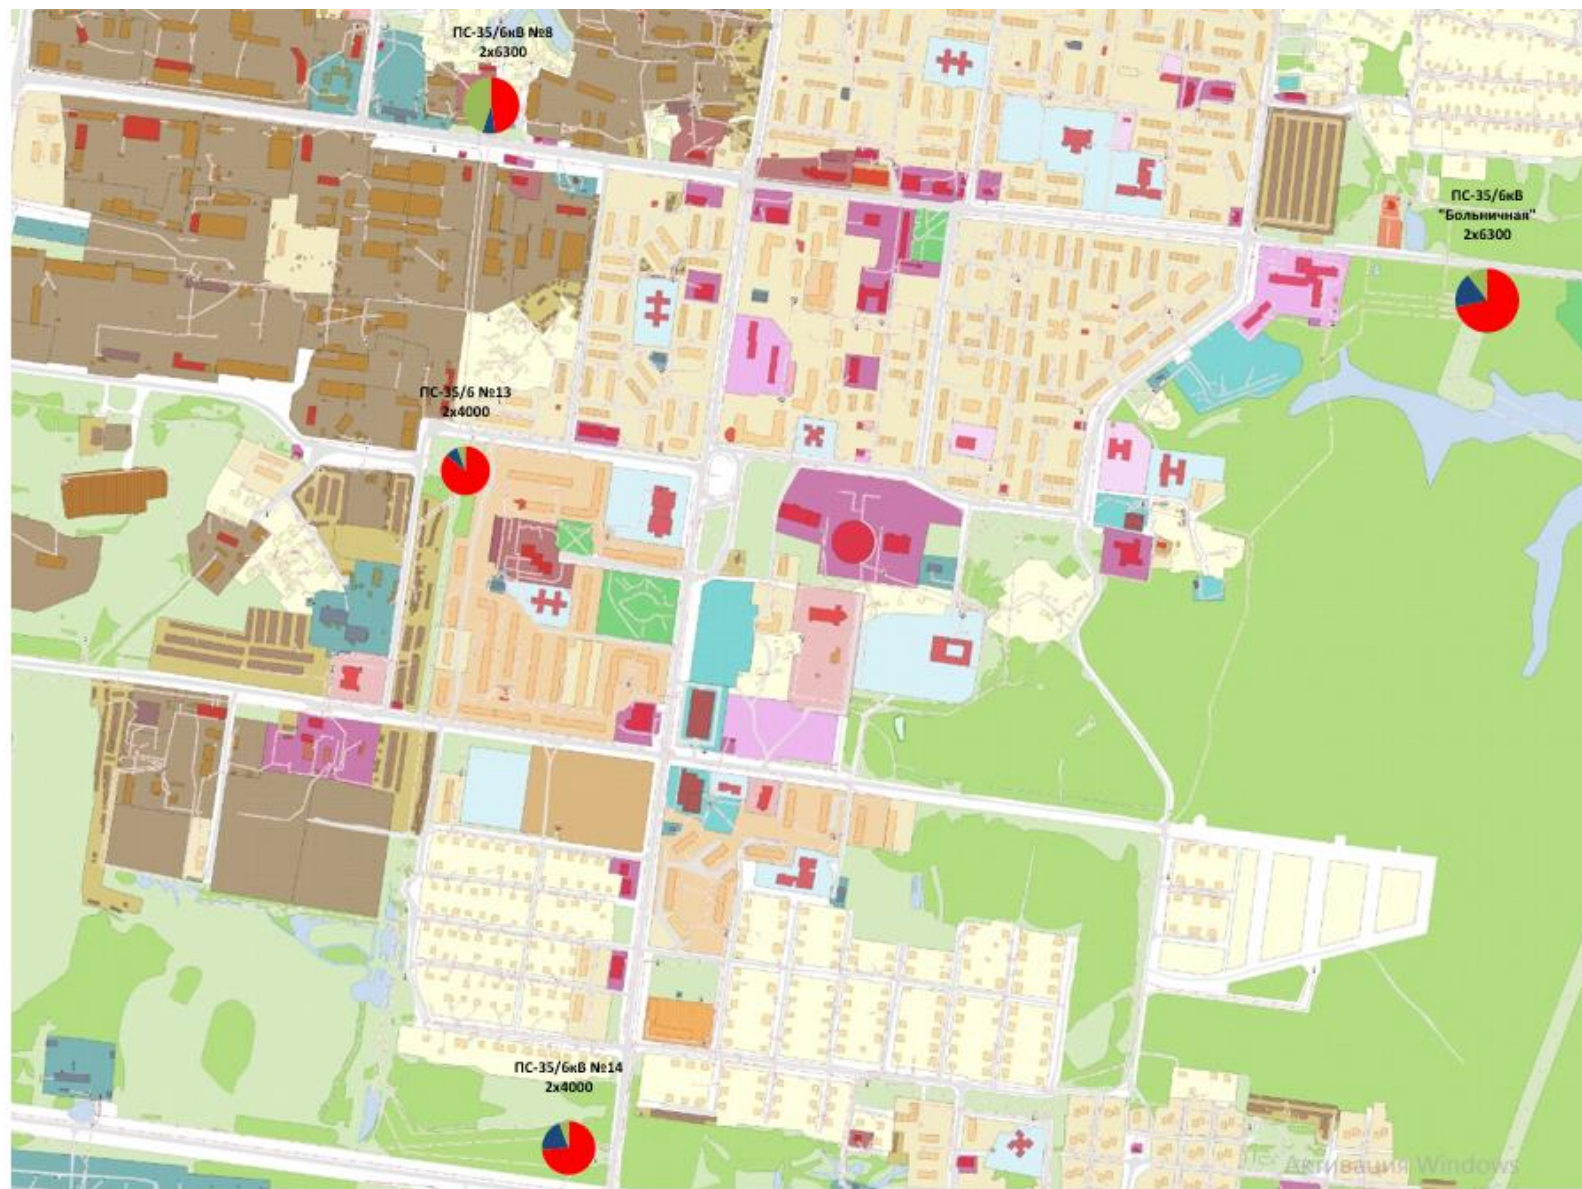 ПС-35/6кВ №8
2х6300
ПС-35/6кВ
"Больничная"
2х6300
ПС-35/6 №13
2х4000
ПС-35/6кВ №14
2х4000
Активация Windows